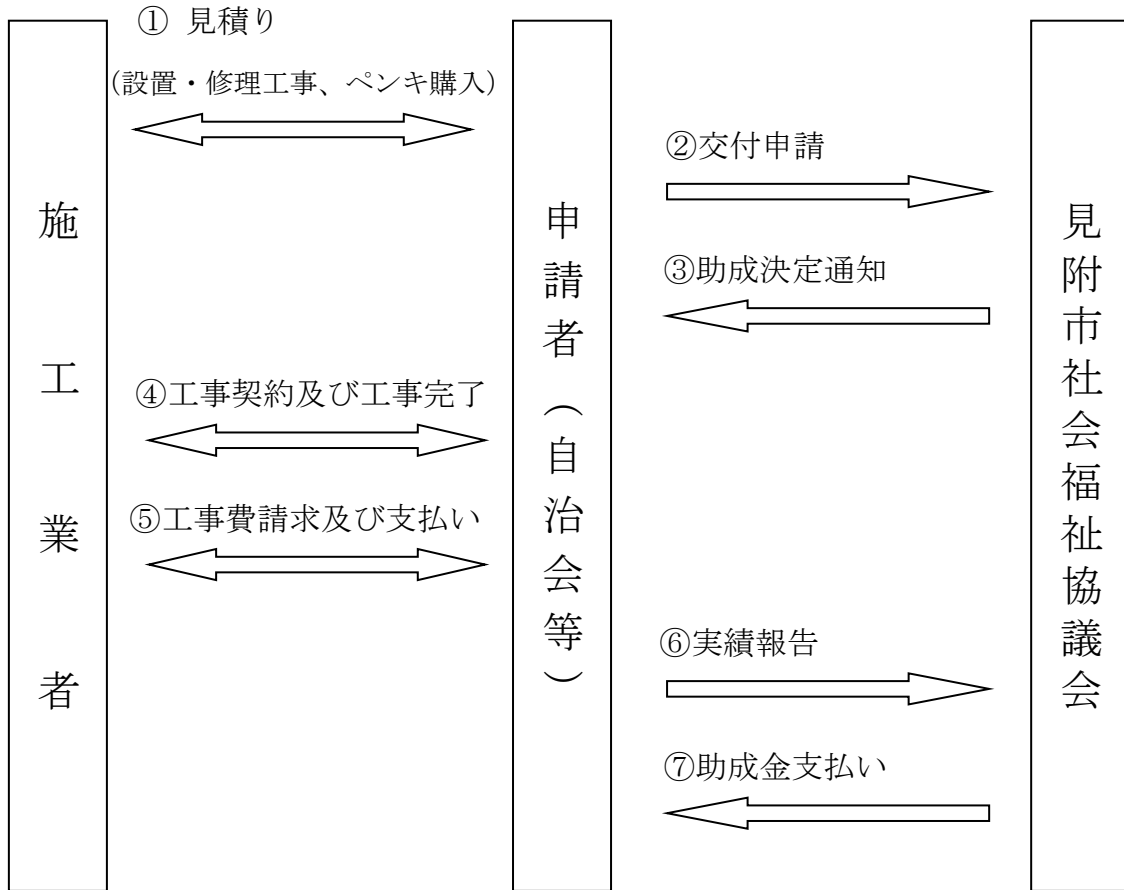 ① 見積り
(設置・修理工事、ペンキ購入)
施工業者
④工事契約及び工事完了
⑤工事費請求及び支払い
申請者（自治会等）
②交付申請
③助成決定通知
⑥実績報告
⑦助成金支払い
見附市社会福祉協議会